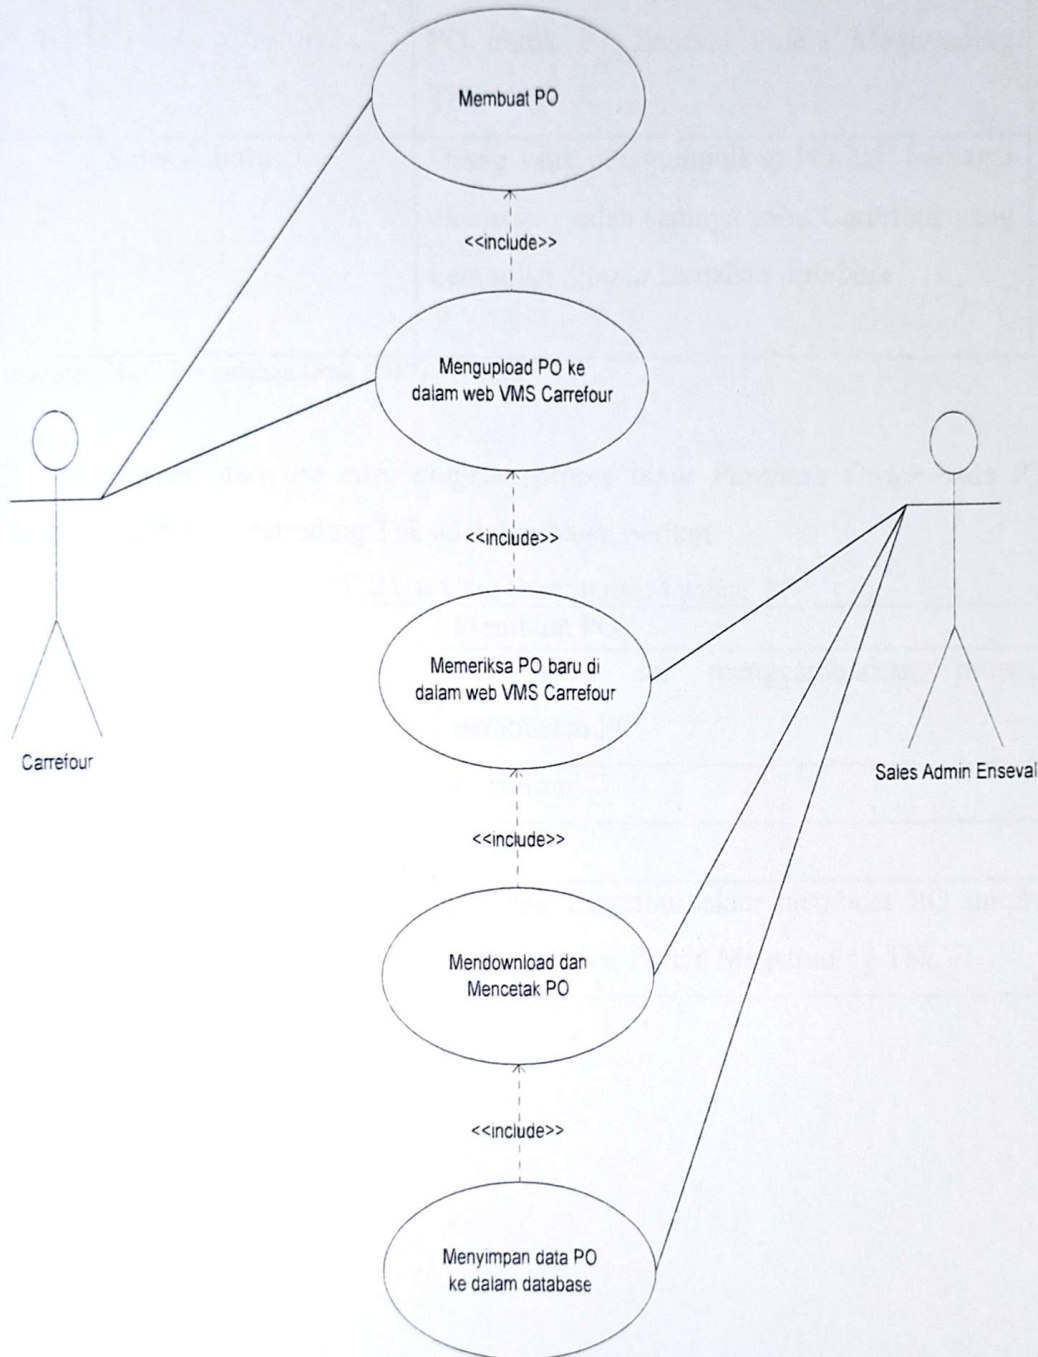 Membuat PO
<<include>>
Mengupload PO ke
dalam web VMS Carrefour
<<include>>
Memeriksa PO baru di
dalam web VMS Carrefour
<<include>>
Mendownload dan
Mencetak PO
<<include>>
Menyimpan data PO
ke dalam database
Carrefour
Sales Admin Enseval